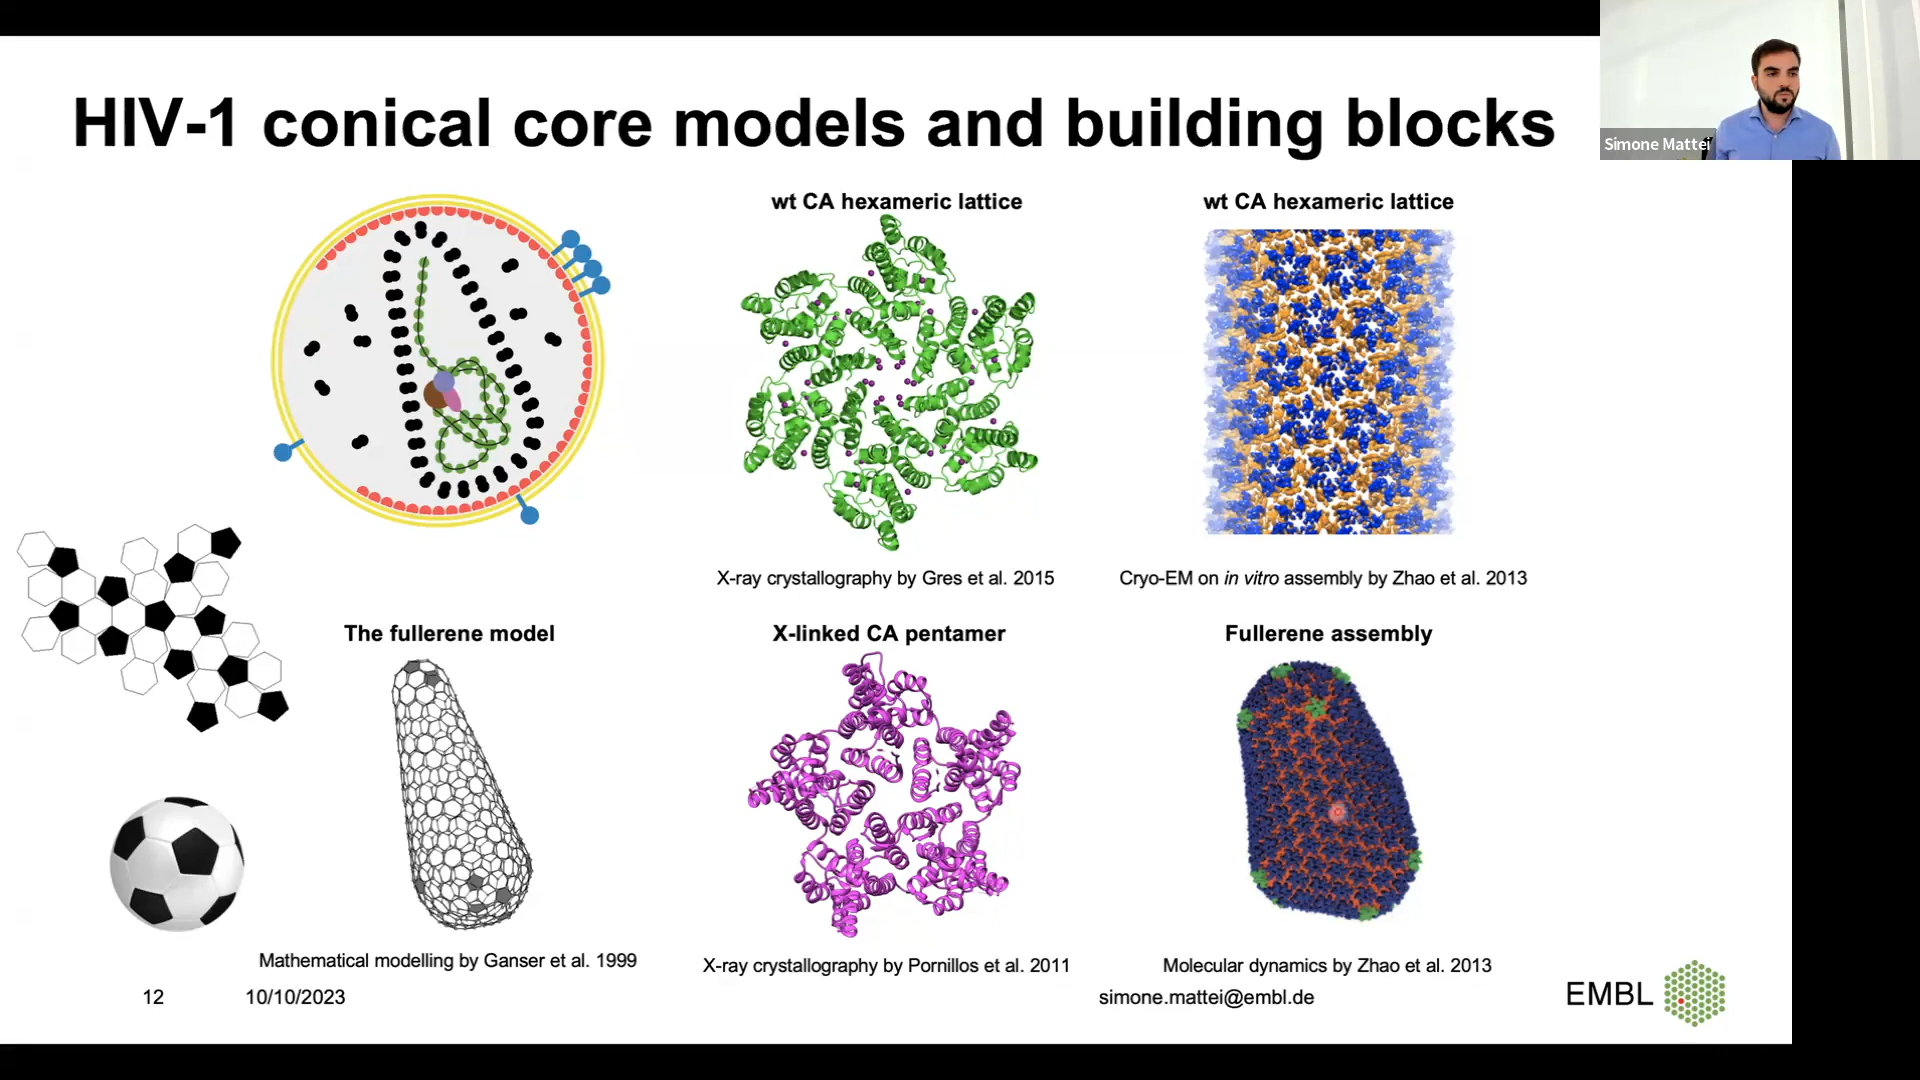 HIV-1 conical core models and building blocks
Simone Mattei
wt CA hexameric lattice
wt CA hexameric lattice
X-ray crystallography by Gres et al. 2015
Cryo-EM on in vitro assembly by Zhao et al. 2013
The fullerene model
X-linked CA pentamer
Fullerene assembly
Mathematical modelling by Ganser et al. 1999
X-ray crystallography by Pornillos et al. 2011
Molecular dynamics by Zhao et al. 2013
12
10/10/2023
simone.mattei@embl.de
EMBL